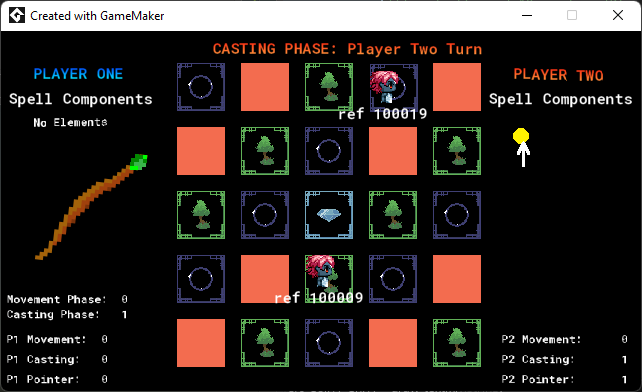 Created with GameMaker
CASTING PHASE: Player Two Turn
PLAYER ONE
Spell Components
No Elements
PLAYER TWO
Spell Components
ref 100019
ref 100009
Movement Phase: 0
Casting Phase: 1
P1 Movement: 0
P1 Casting: 0
P1 Pointer: 0
P2 Movement: 0
P2 Casting: 1
P2 Pointer: 1